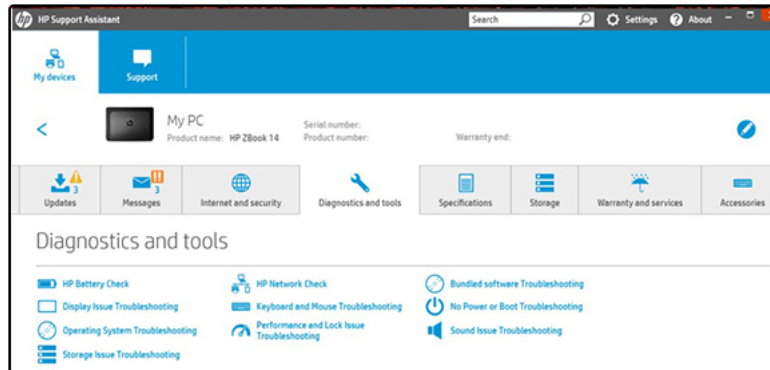 hp HP Support Assistant Search Settings ? About
My devices Support
My PC
Serial number:
Product name: HP ZBook 14 Product number: Warranty end:
3 3
Updates Messages Internet and security Diagnostics and tools Specifications Storage Warranty and services Accessories
Diagnostics and tools
HP Battery Check HP Network Check Bundled software Troubleshooting
Display Issue Troubleshooting Keyboard and Mouse Troubleshooting No Power or Boot Troubleshooting
Operating System Troubleshooting Performance and Lock Issue Troubleshooting Sound Issue Troubleshooting
Storage Issue Troubleshooting